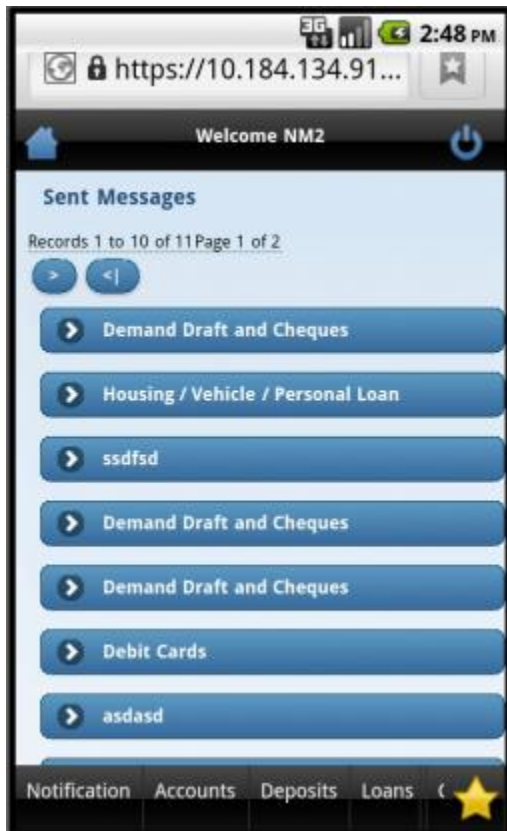 3G 2:48 PM
https://10.184.134.91...
Welcome NM2
Sent Messages
Records 1 to 10 of 11Page 1 of 2
> <|
Demand Draft and Cheques
Housing / Vehicle / Personal Loan
ssdfsd
Demand Draft and Cheques
Demand Draft and Cheques
Debit Cards
asdasd
Notification Accounts Deposits Loans